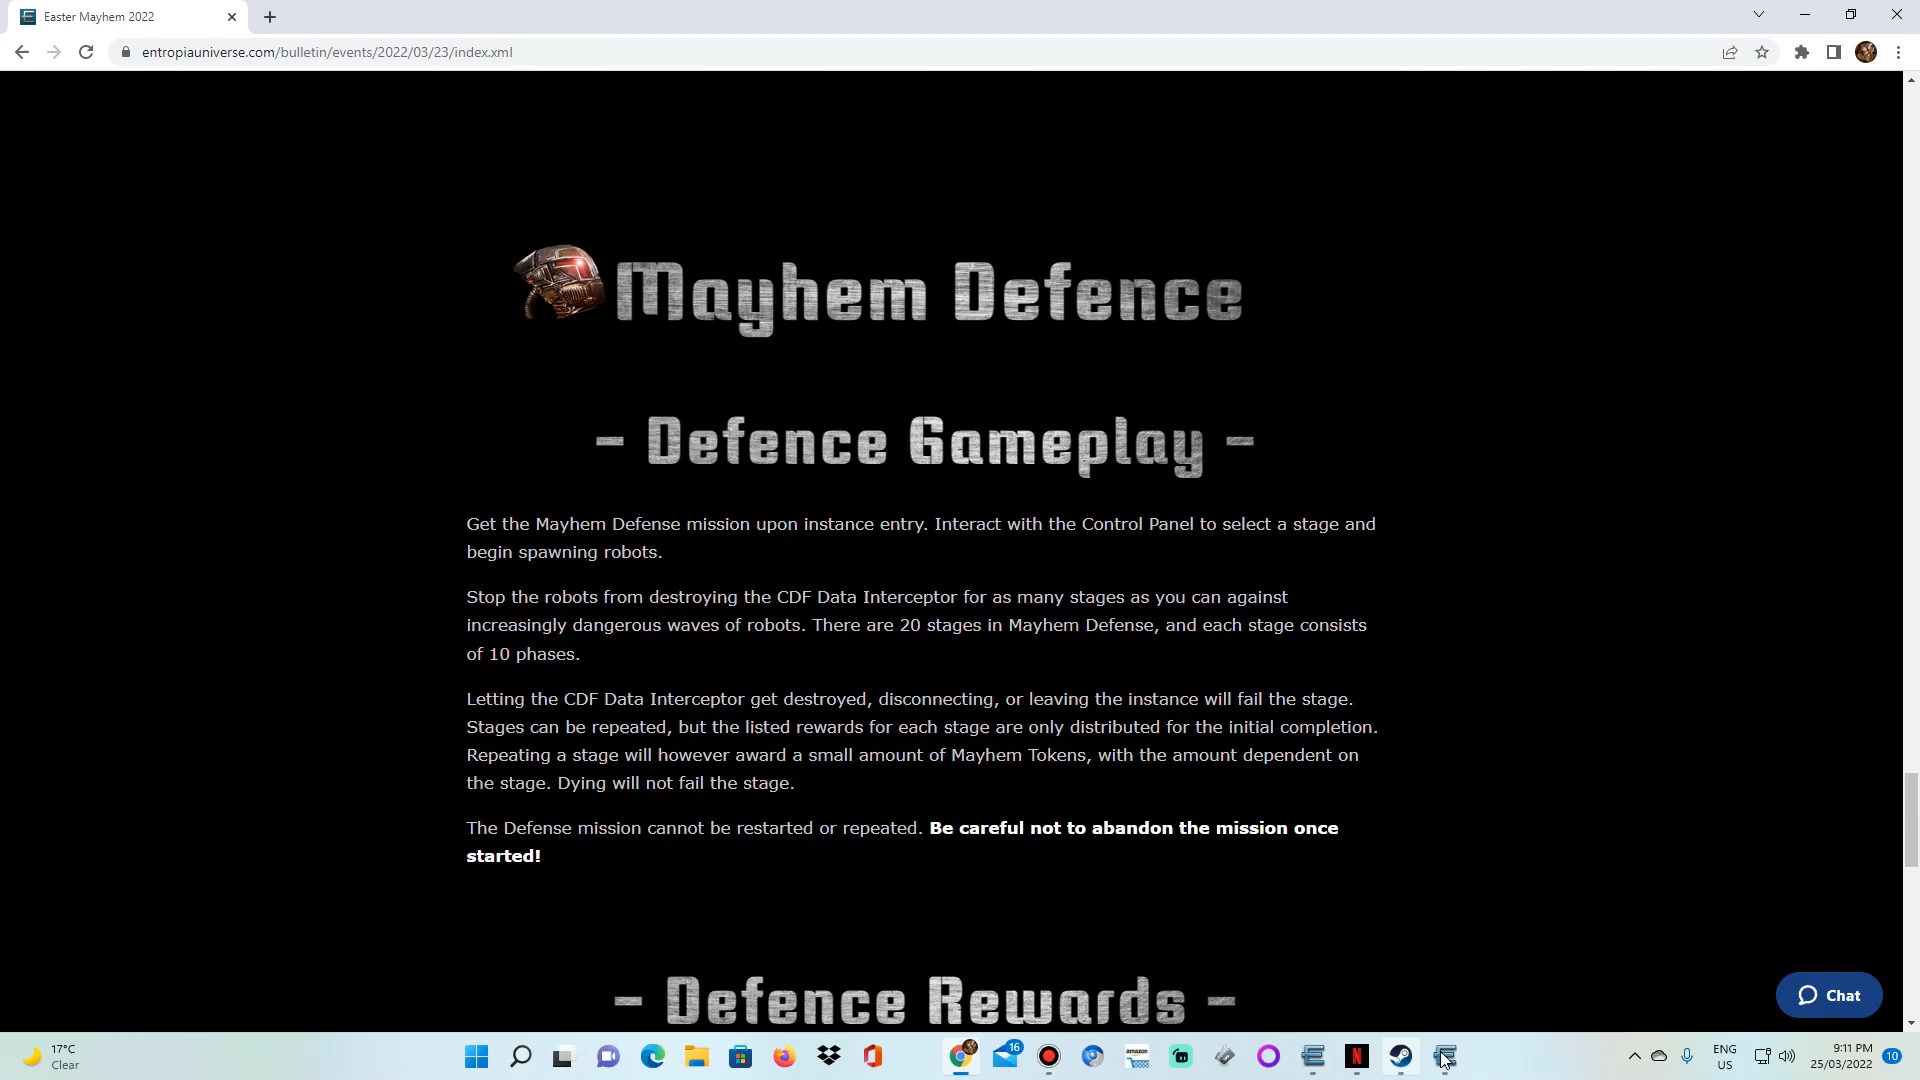 Easter Mayhem 2022
entropiauniverse.com/bulletin/events/2022/03/23/index.xml
Mayhem Defence
- Defence Gameplay -
Get the Mayhem Defense mission upon instance entry. Interact with the Control Panel to select a stage and
begin spawning robots.
Stop the robots from destroying the CDF Data Interceptor for as many stages as you can against
increasingly dangerous waves of robots. There are 20 stages in Mayhem Defense, and each stage consists
of 10 phases.
Letting the CDF Data Interceptor get destroyed, disconnecting, or leaving the instance will fail the stage.
Stages can be repeated, but the listed rewards for each stage are only distributed for the initial completion.
Repeating a stage will however award a small amount of Mayhem Tokens, with the amount dependent on
the stage. Dying will not fail the stage.
The Defense mission cannot be restarted or repeated. Be careful not to abandon the mission once
started!
- Defence Rewards -
Chat
17°C
Clear
16
amazon
N
ENG
US
9:11 PM
25/03/2022
10